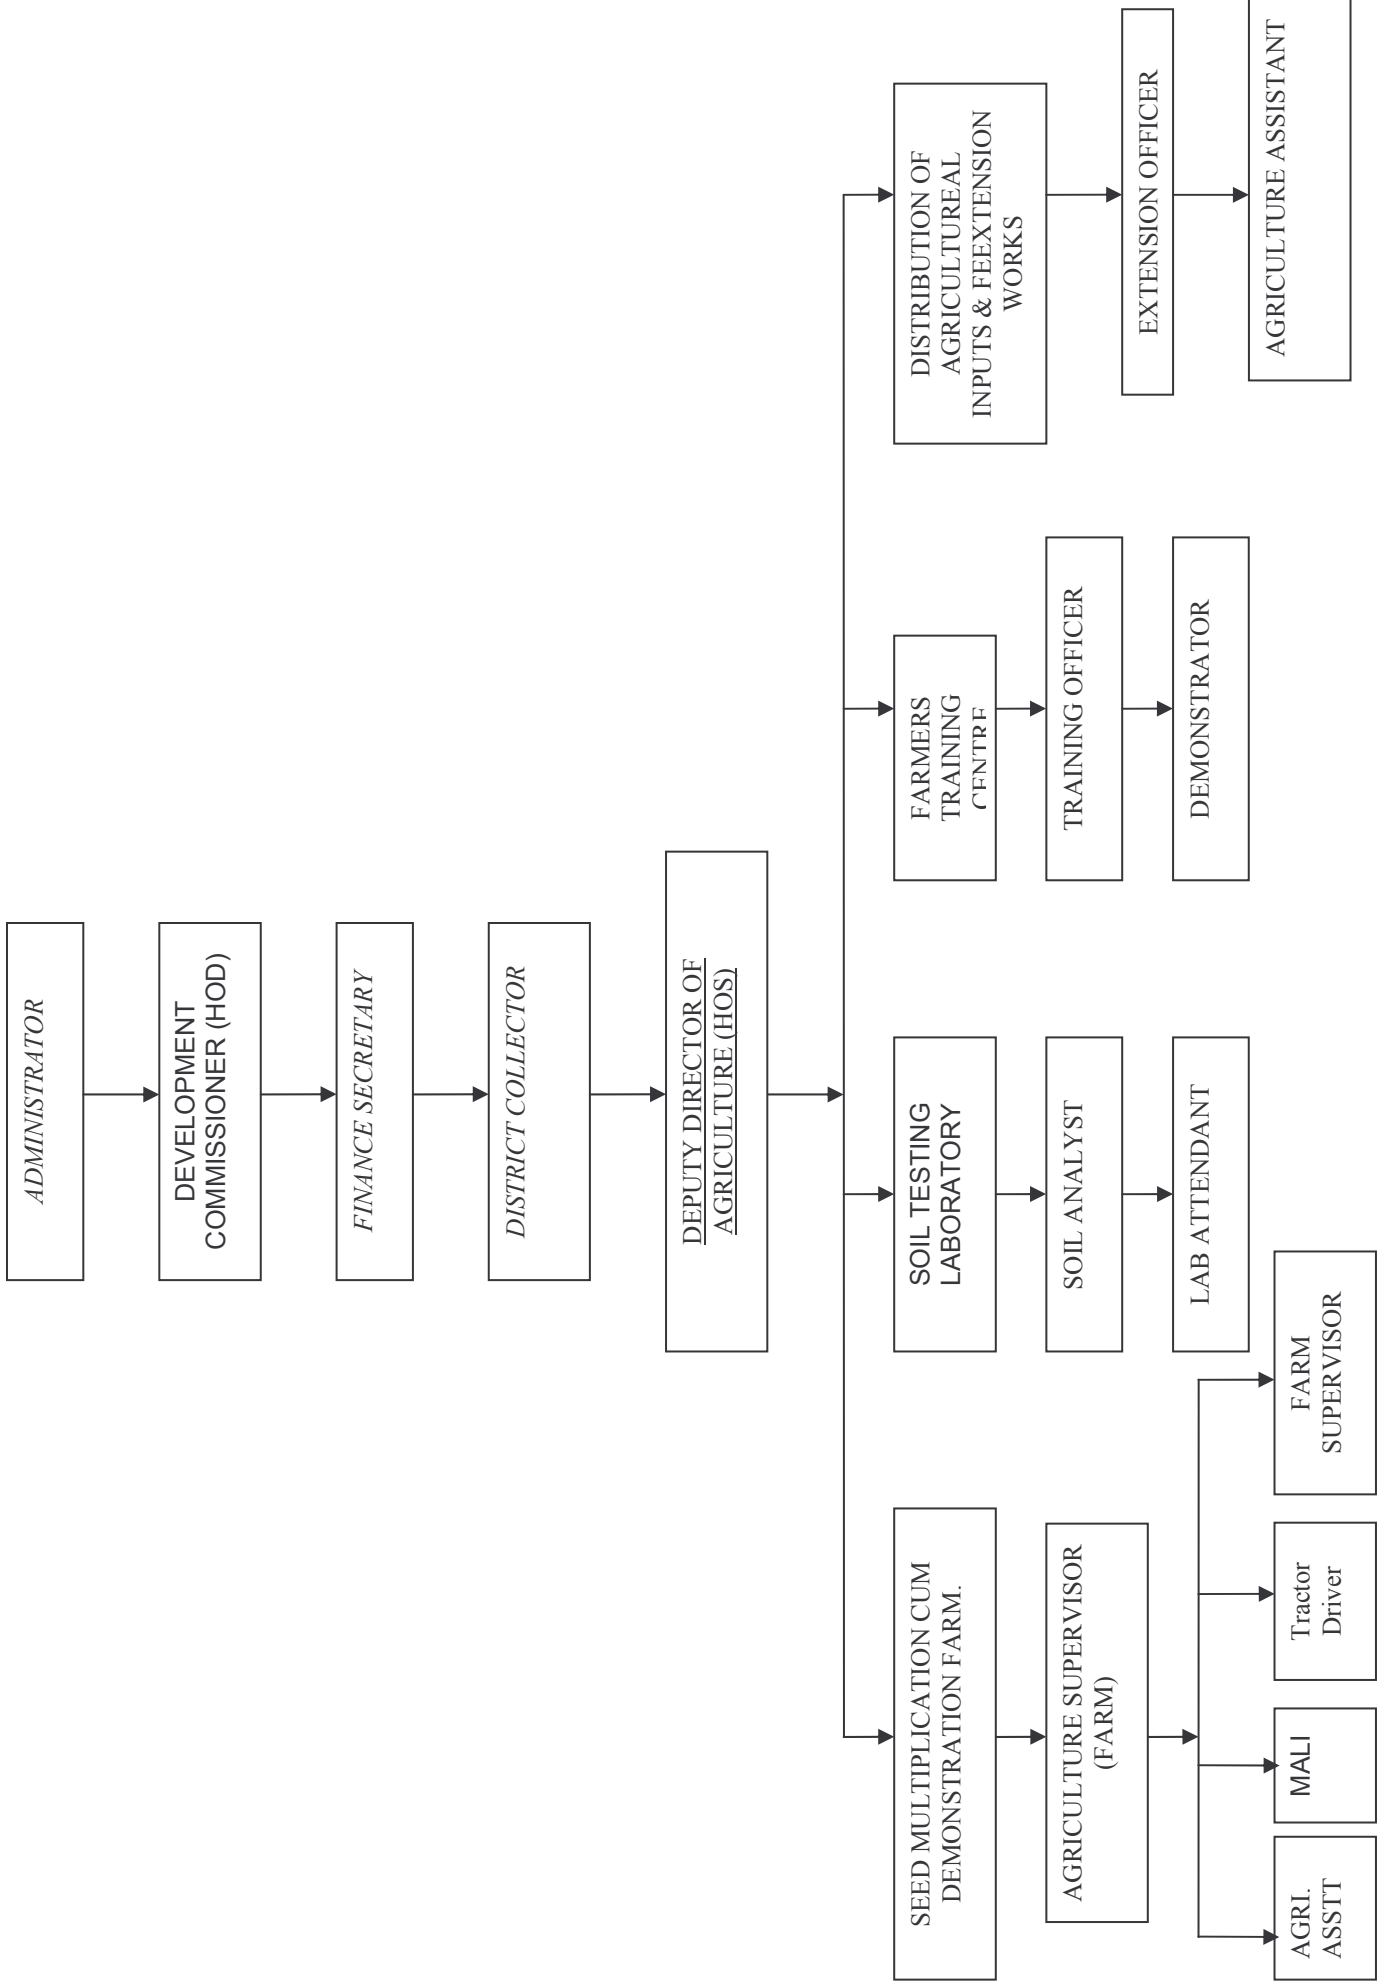 ADMINISTRATOR
DEVELOPMENT
COMMISSIONER (HOD)
FINANCE SECRETARY
DISTRICT COLLECTOR
DEPUTY DIRECTOR OF
AGRICULTURE (HOS)
SEED MULTIPLICATION CUM
DEMONSTRATION FARM.
SOIL TESTING
LABORATORY
FARMERS
TRAINING
CENTRE
DISTRIBUTION OF
AGRICULTUREAL
INPUTS & FEEXTENSION
WORKS
AGRICULTURE SUPERVISOR
(FARM)
SOIL ANALYST
TRAINING OFFICER
EXTENSION OFFICER
LAB ATTENDANT
DEMONSTRATOR
AGRICULTURE ASSISTANT
AGRI.
ASSTT
MALI
Tractor
Driver
FARM
SUPERVISOR